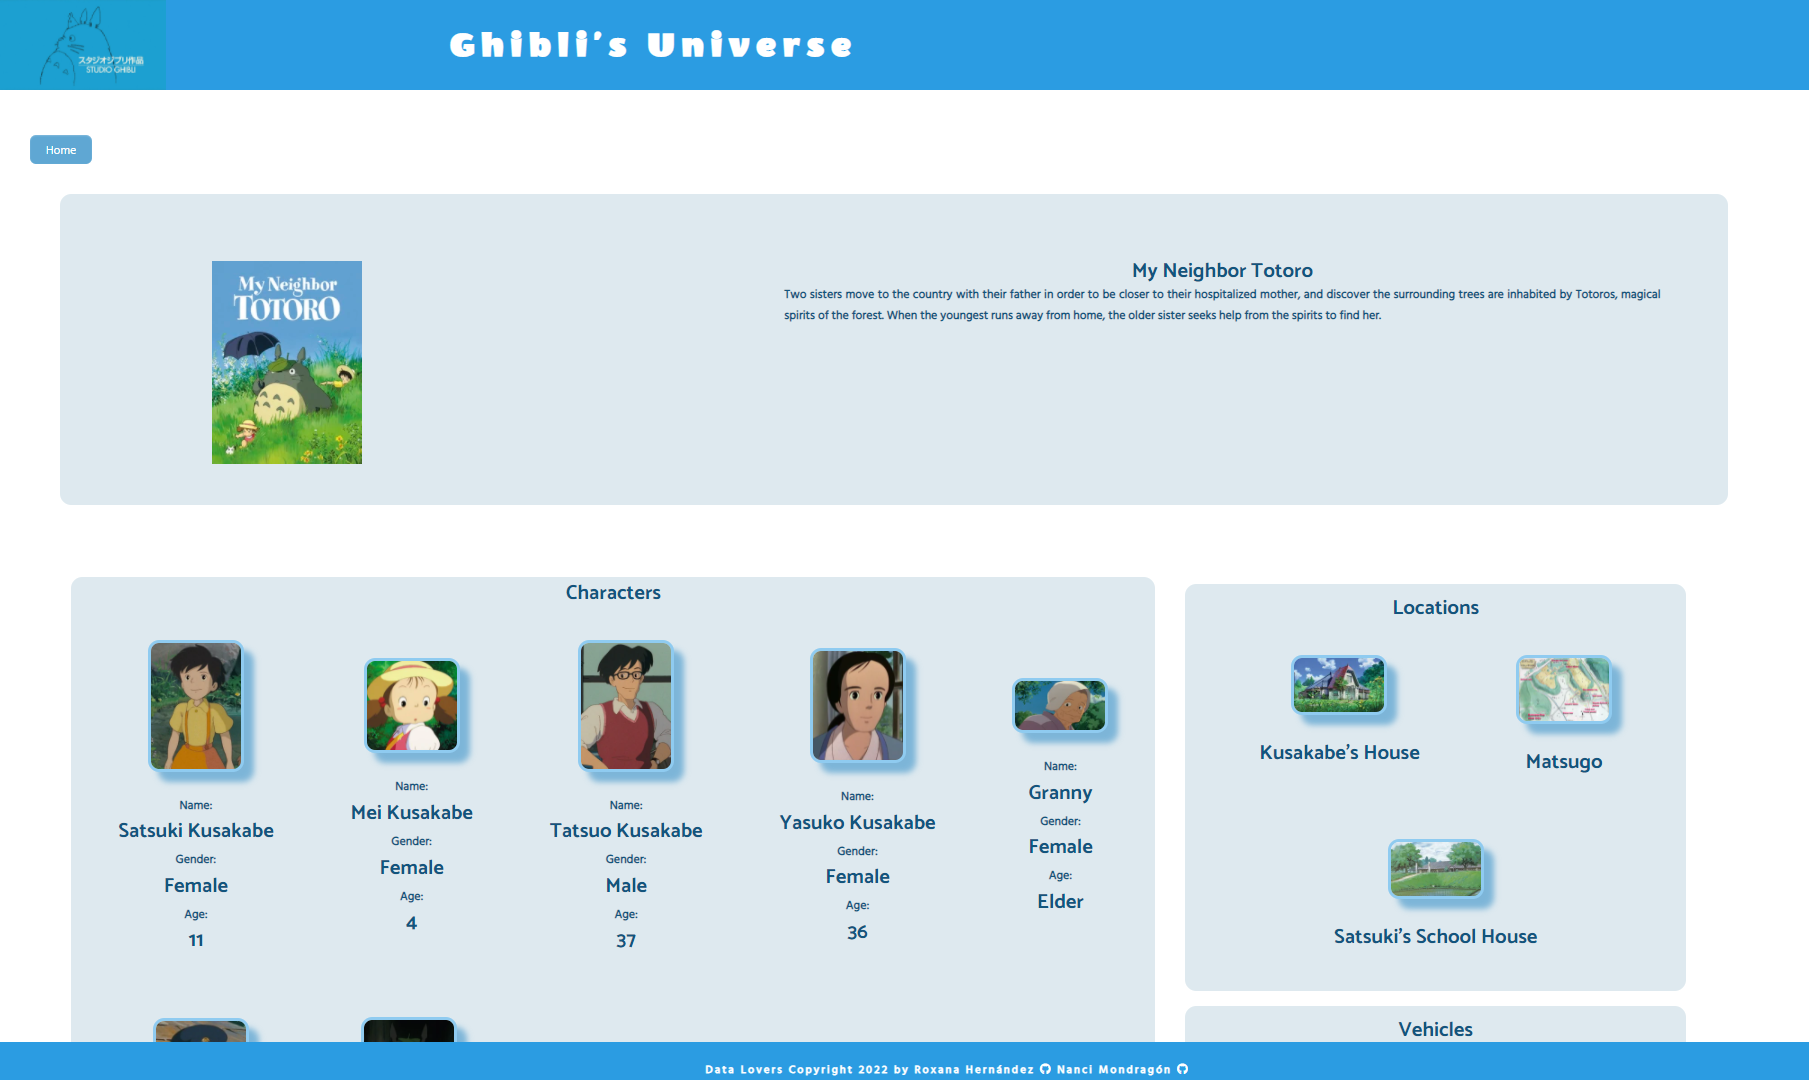 スタジオジブリ作品
STUDIO GHIBLI
Ghibli's Universe
Home
My Neighbor
TOTORO
My Neighbor Totoro
Two sisters move to the country with their father in order to be closer to their hospitalized mother, and discover the surrounding trees are inhabited by Totoros, magical
spirits of the forest. When the youngest runs away from home, the older sister seeks help from the spirits to find her.
Characters
Name:
Satsuki Kusakabe
Gender:
Female
Age:
11
Name:
Mei Kusakabe
Gender:
Female
Age:
4
Name:
Tatsuo Kusakabe
Gender:
Male
Age:
37
Name:
Yasuko Kusakabe
Gender:
Female
Age:
36
Name:
Granny
Gender:
Female
Age:
Elder
Locations
Kusakabe's House
Matsugo
Satsuki's School House
Vehicles
Data Lovers Copyright 2022 by Roxana Hernández Nanci Mondragón